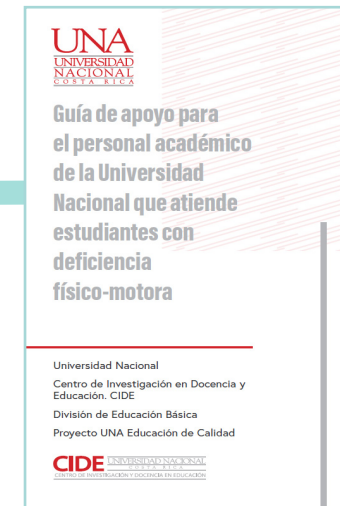 UNA
UNIVERSIDAD
NACIONAL
COSTA RICA
Guía de apoyo para
el personal académico
de la Universidad
Nacional que atiende
estudiantes con
deficiencia
físico-motora
Universidad Nacional
Centro de Investigación en Docencia y
Educación. CIDE
División de Educación Básica
Proyecto UNA Educación de Calidad
CIDE UNIVERSIDAD NACIONAL
COSTA RICA
CENTRO DE INVESTIGACIÓN Y DOCENCIA EN EDUCACIÓN